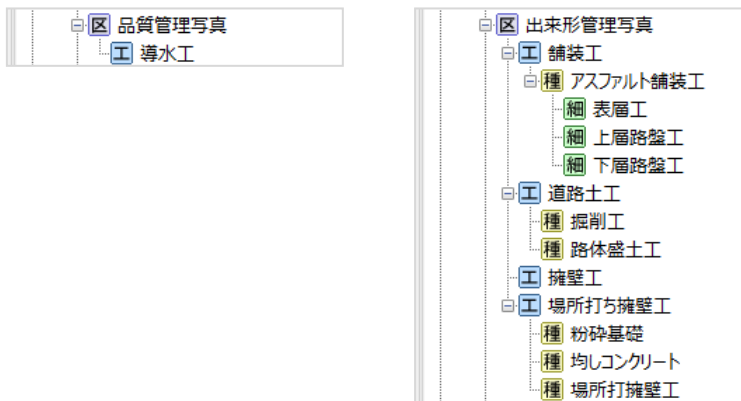 区 品質管理写真
工 導水工
区 出来形管理写真
工 舗装工
種 アスファルト舗装工
細 表層工
細 上層路盤工
細 下層路盤工
工 道路土工
種 掘削工
種 路体盛土工
工 擁壁工
工 場所打ち擁壁工
種 粉砕基礎
種 均しコンクリート
種 場所打擁壁工